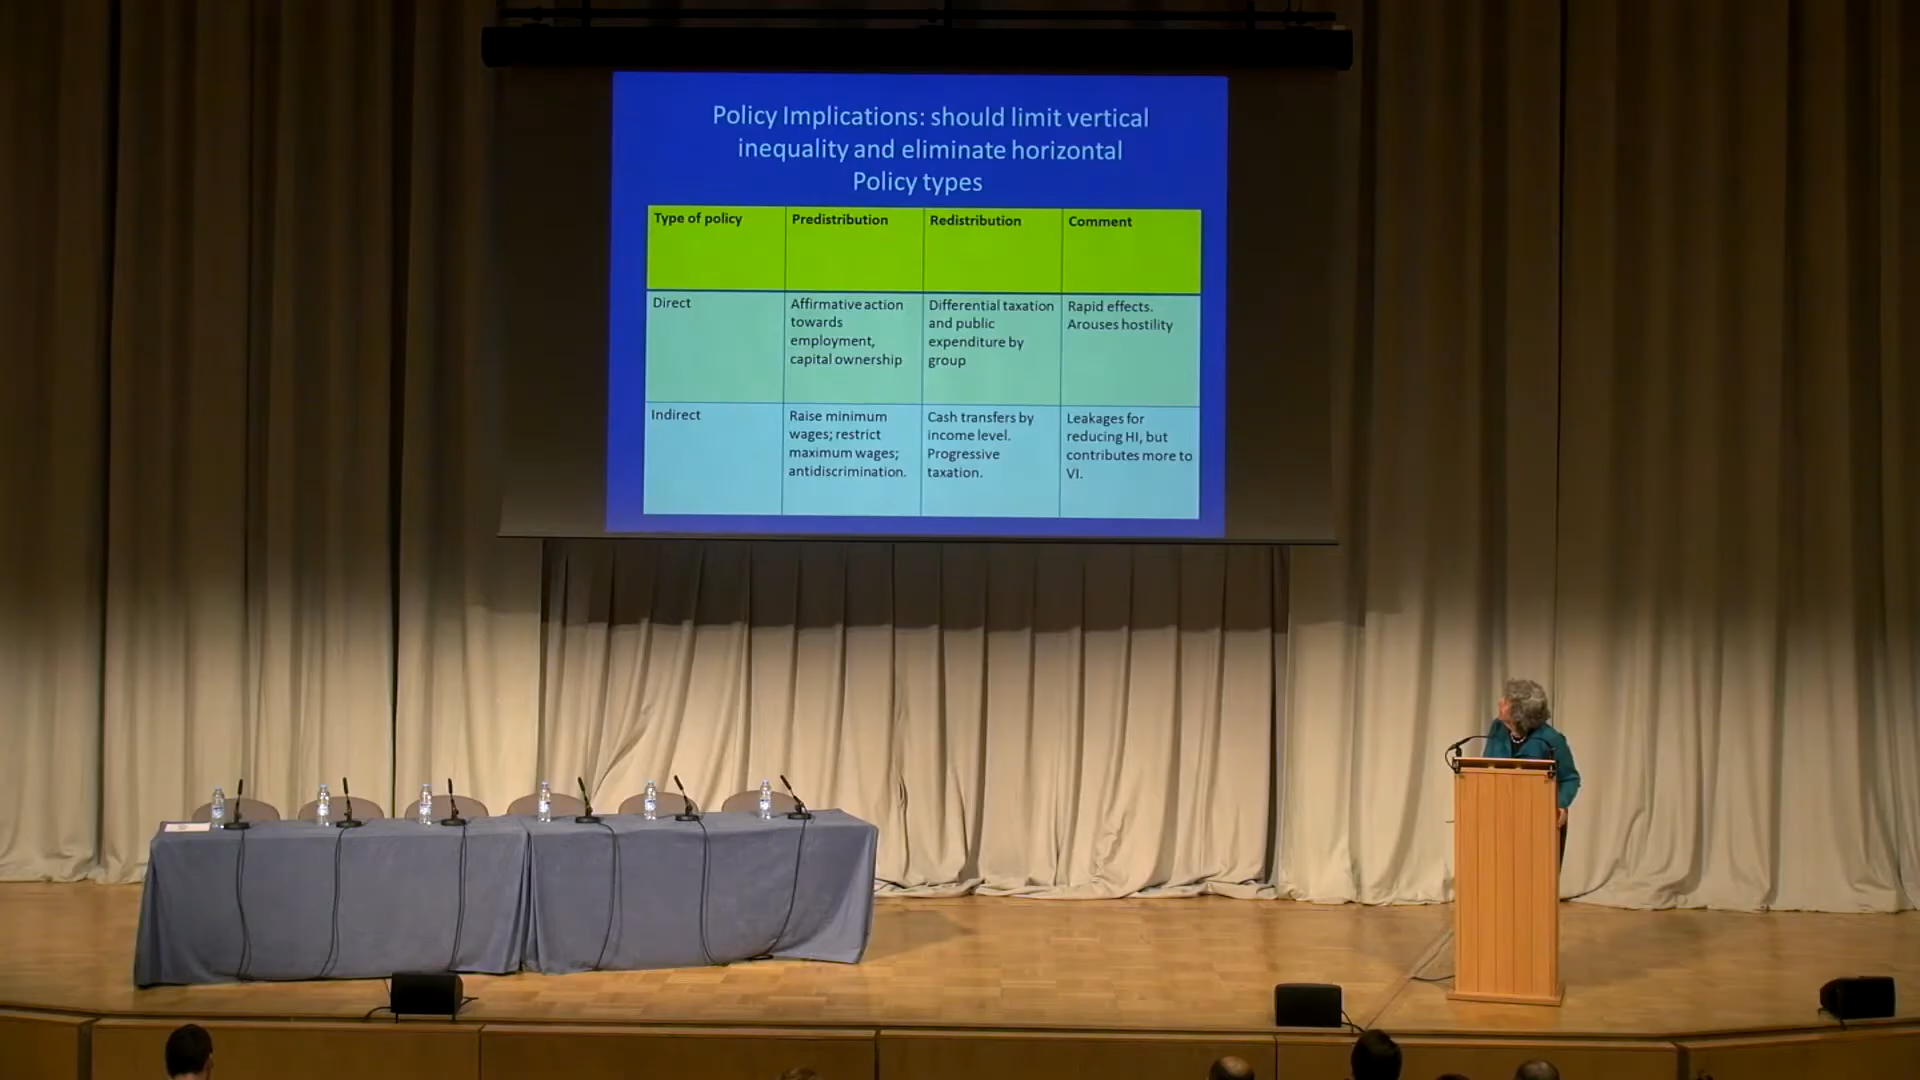 Policy Implications: should limit vertical
inequality and eliminate horizontal
Policy types
Type of policy
Predistribution
Redistribution
Comment
Direct
Affirmative action
towards
employment,
capital ownership
Differential taxation
and public
expenditure by
group
Rapid effects.
Arouses hostility
Indirect
Raise minimum
wages; restrict
maximum wages;
antidiscrimination.
Cash transfers by
income level.
Progressive
taxation.
Leakages for
reducing HI, but
contributes more to
VI.